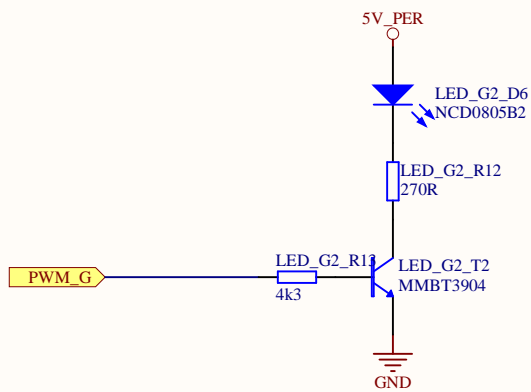 5V_PER
LED_G2_D6
NCD0805B2
LED_G2_R12
270R
LED_G2_R13
4k3
PWM_G
LED_G2_T2
MMBT3904
GND